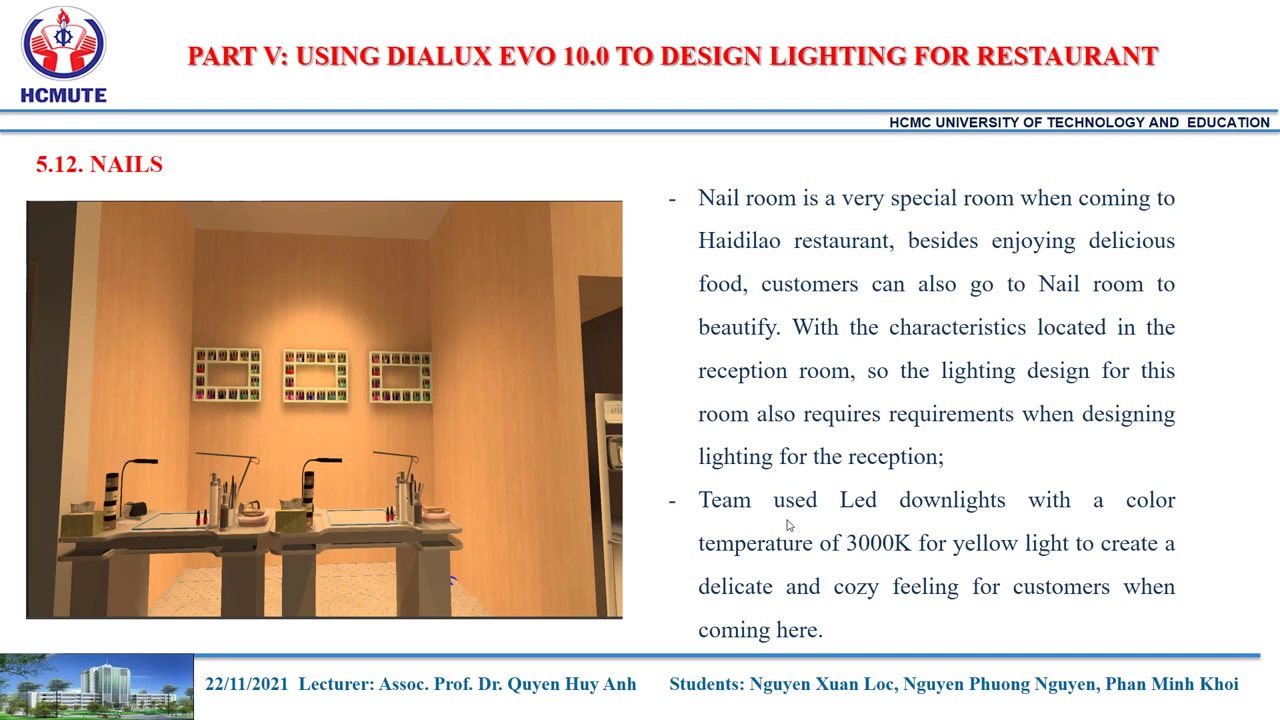 PART V: USING DIALUX EVO 10.0 TO DESIGN LIGHTING FOR RESTAURANT
HCMUTE
HCMC UNIVERSITY OF TECHNOLOGY AND EDUCATION
5.12. NAILS
- Nail room is a very special room when coming to
Haidilao restaurant, besides enjoying delicious
food, customers can also go to Nail room to
beautify. With the characteristics located in the
reception room, so the lighting design for this
room also requires requirements when designing
lighting for the reception;
- Team used Led downlights with a color
temperature of 3000K for yellow light to create a
delicate and cozy feeling for customers when
coming here.
22/11/2021 Lecturer: Assoc. Prof. Dr. Quyen Huy Anh Students: Nguyen Xuan Loc, Nguyen Phuong Nguyen, Phan Minh Khoi